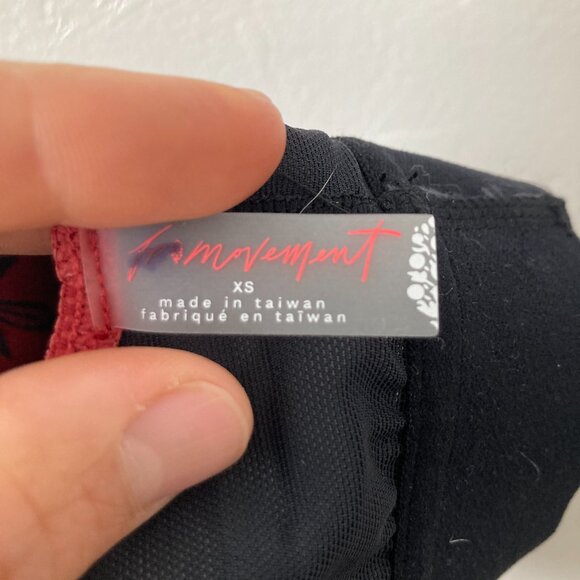 movement
XS
made in taiwan
fabriqué en taïwan